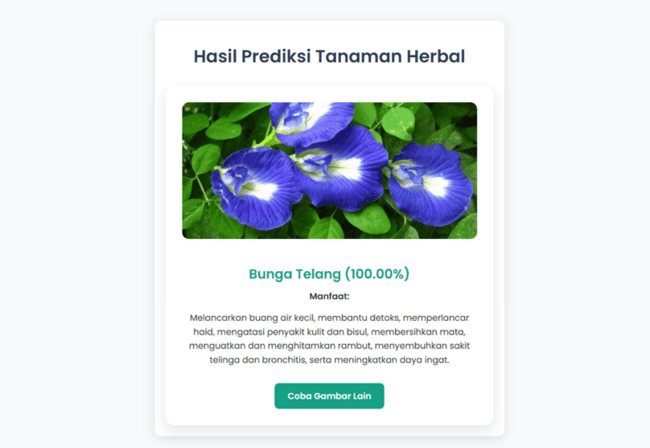 Hasil Prediksi Tanaman Herbal
Bunga Telang (100.00%)
Manfaat:
Melancarkan buang air kecil, membantu detoks, memperlancar
haid, mengatasi penyakit kulit dan bisul, membersihkan mata,
menguatkan dan menghitamkan rambut, menyembuhkan sakit
telinga dan bronchitis, serta meningkatkan daya ingat.
Coba Gambar Lain